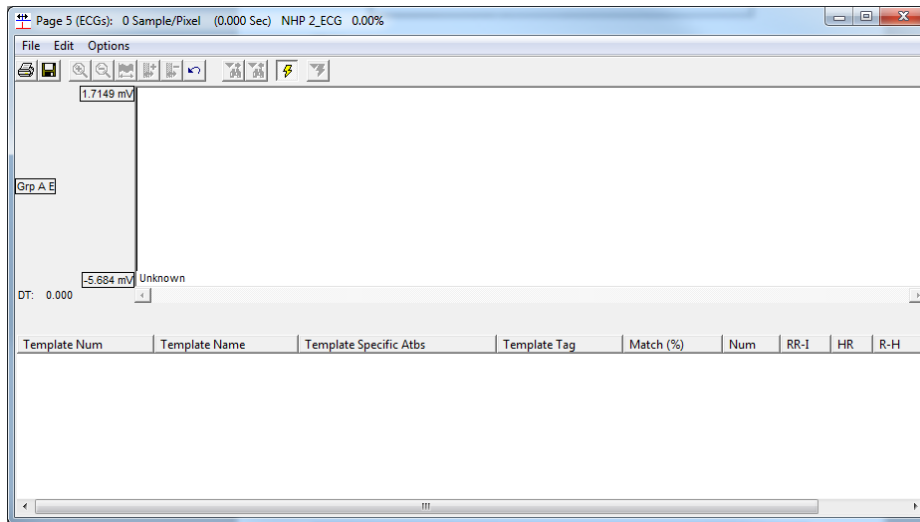 Page 5 (ECGs): 0 Sample/Pixel (0.000 Sec) NHP 2_ECG 0.00%
File Edit Options
1.7149 mV
Grp A E
-5.684 mV Unknown
DT: 0.000
Template Num Template Name Template Specific Atbs Template Tag Match (%) Num RR-I HR R-H